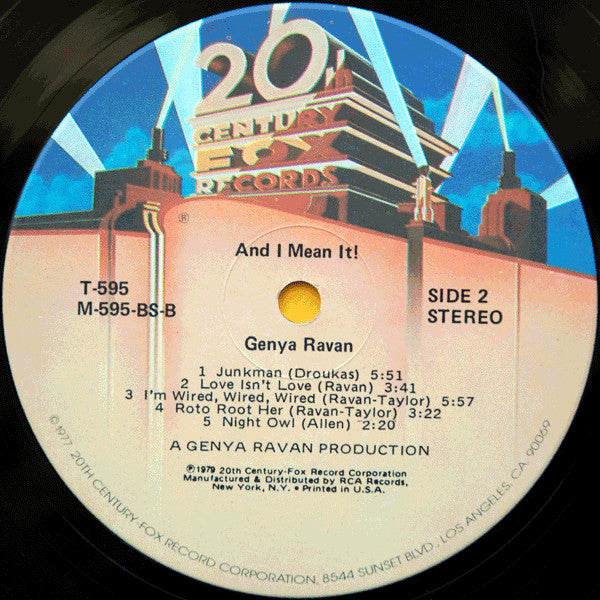 20th
CENTURY
FOX
RECORDS
®
And I Mean It!
T-595
M-595-BS-B
SIDE 2
STEREO
Genya Ravan
1 Junkman (Droukas) 5:51
2 Love Isn't Love (Ravan) 3:41
3 I'm Wired, Wired, Wired (Ravan-Taylor) 5:57
4 Roto Root Her (Ravan-Taylor) 3:22
5 Night Owl (Allen) 2:20
A GENYA RAVAN PRODUCTION
℗1979 20th Century-Fox Record Corporation
Manufactured & Distributed by RCA Records,
New York, N.Y. • Printed in U.S.A.
©1977 20TH CENTURY-FOX RECORD CORPORATION, 8544 SUNSET BLVD., LOS ANGELES, CA 90069